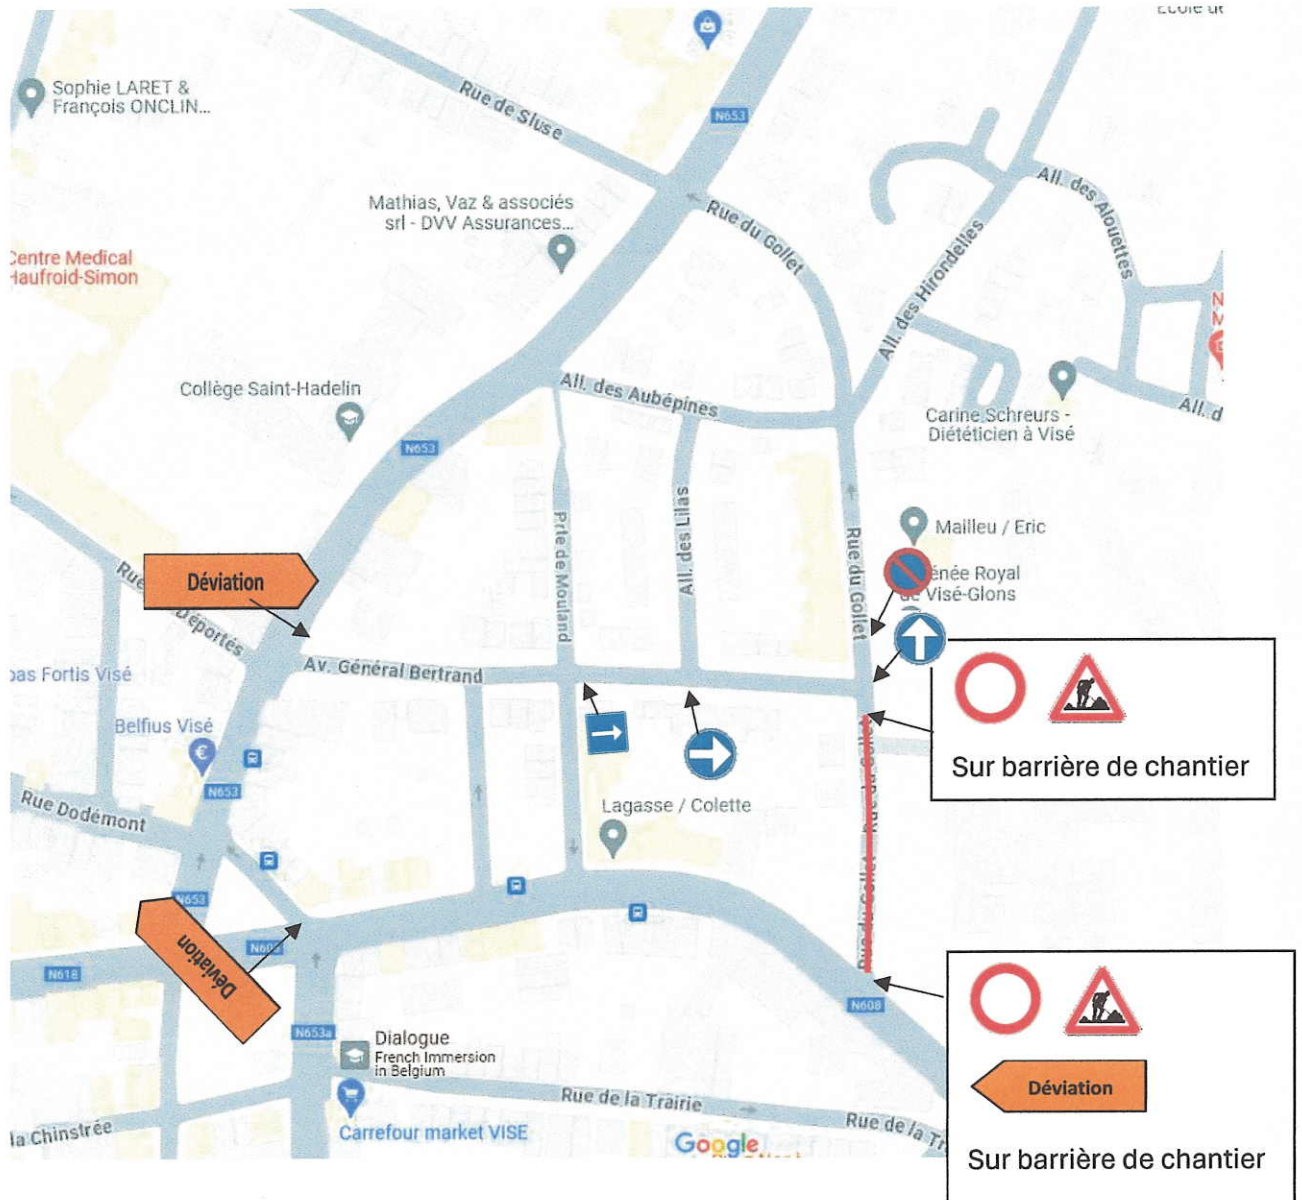 Ecole de
Sophie LARET &
François ONCLIN...
Rue de Sluse
N653
Mathias, Vaz & associés
srl - DVV Assurances...
All. des Alouettes
Rue du Gollet
Centre Medical
Haufroid-Simon
All. des Hirondelles
N
M
Collège Saint-Hadelin
All. des Aubépines
Carine Schreurs -
Diététicien à Visé
All. d
N653
Prte de Mouland
All. des Lilas
Rue du Gollet
Mailleu / Eric
énée Royal
de Visé-Glons
Déviation
Rue
Déportés
Av. Général Bertrand
pas Fortis Visé
Belfius Visé
Sur barrière de chantier
N653
Lagasse / Colette
Rue Dodémont
N653
Déviation
N608
N618
N608
N653a
Dialogue
French Immersion
in Belgium
Déviation
Rue de la Trairie
Rue de la Tr
la Chinstrée
Carrefour market VISE
Google
Sur barrière de chantier